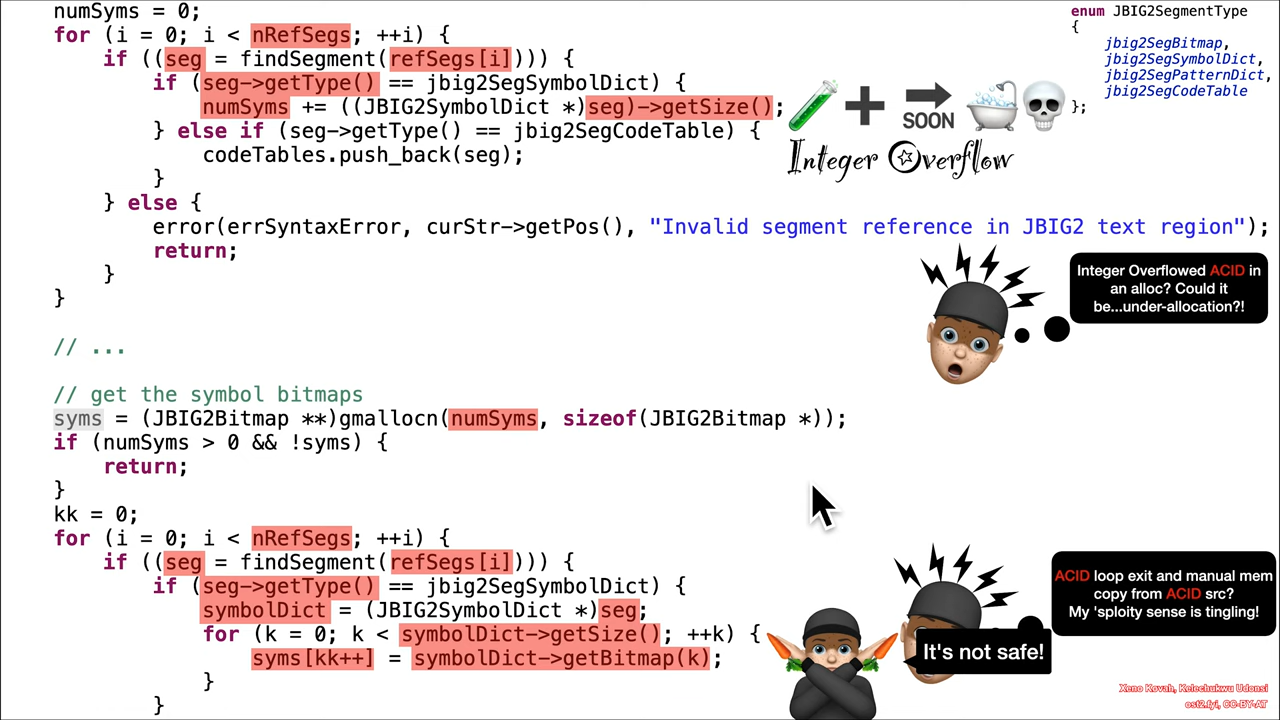 numSyms = 0;
for (i = 0; i < nRefSegs; ++i) {
if ((seg = findSegment(refSegs[i]))) {
if (seg->getType() == jbig2SegSymbolDict) {
numSyms += ((JBIG2SymbolDict *)seg)->getSize();
} else if (seg->getType() == jbig2SegCodeTable) {
codeTables.push_back(seg);
}
} else {
error(errSyntaxError, curStr->getPos(), "Invalid segment reference in JBIG2 text region");
return;
}
}
// ...
// get the symbol bitmaps
syms = (JBIG2Bitmap **)gmallocn(numSyms, sizeof(JBIG2Bitmap *));
if (numSyms > 0 && !syms) {
return;
}
kk = 0;
for (i = 0; i < nRefSegs; ++i) {
if ((seg = findSegment(refSegs[i]))) {
if (seg->getType() == jbig2SegSymbolDict) {
symbolDict = (JBIG2SymbolDict *)seg;
for (k = 0; k < symbolDict->getSize(); ++k) {
syms[kk++] = symbolDict->getBitmap(k);
}
}
enum JBIG2SegmentType
{
jbig2SegBitmap,
jbig2SegSymbolDict,
jbig2SegPatternDict,
jbig2SegCodeTable
};
SOON
Integer Overflow
Integer Overflowed ACID in
an alloc? Could it
be...under-allocation?!
ACID loop exit and manual mem
copy from ACID src?
My 'sploity sense is tingling!
It's not safe!
Xeno Kovah, Kelechukwu Udonsi
ost2.fyi, CC-BY-AT